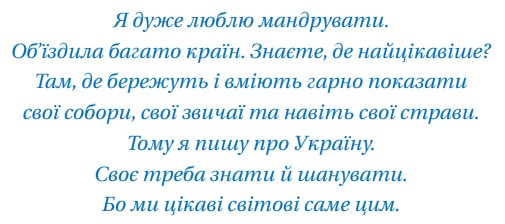 Я дуже люблю мандрувати.
Об’їздила багато країн. Знаєте, де найцікавіше?
Там, де бережуть і вміють гарно показати
свої собори, свої звичаї та навіть свої страви.
Тому я пишу про Україну.
Своє треба знати й шанувати.
Бо ми цікаві світові саме цим.